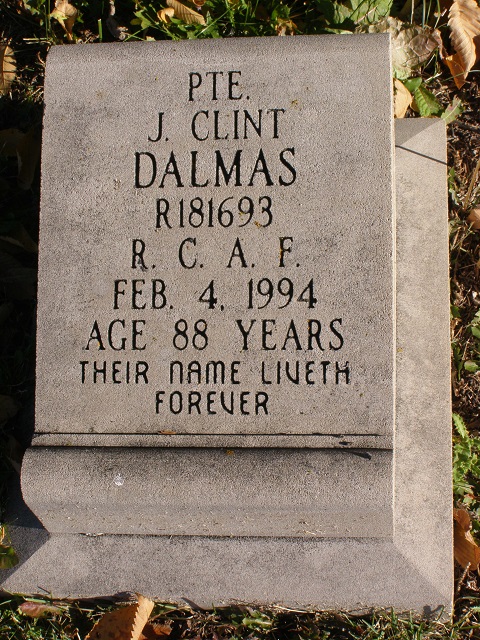 PTE.
J. CLINT
DALMAS
R181693
R. C. A. F.
FEB. 4, 1994
AGE 88 YEARS
THEIR NAME LIVETH
FOREVER